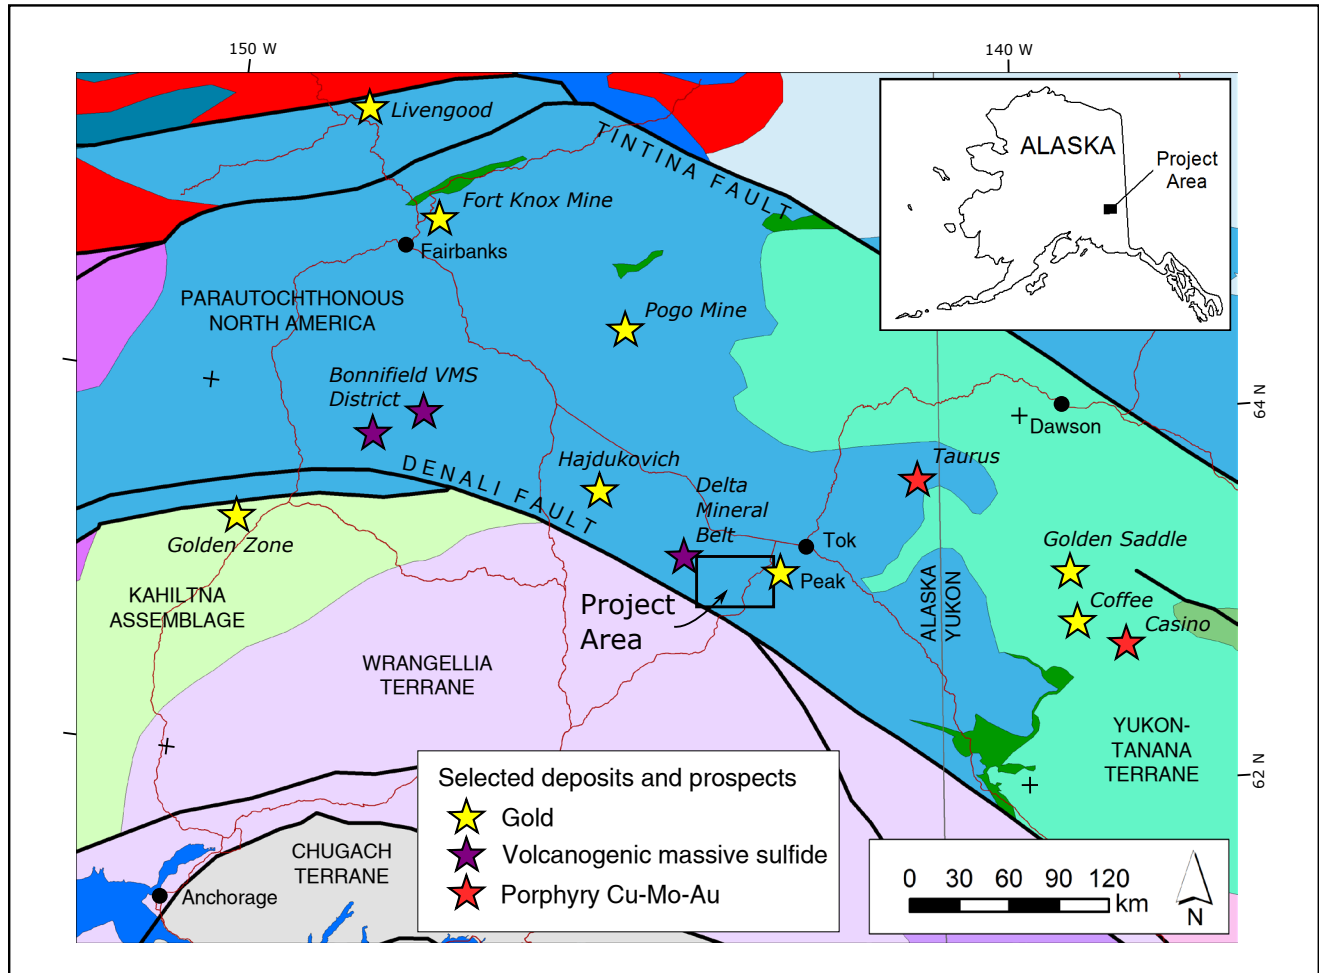 150 W
140 W
Livengood
TINTINA FAULT
ALASKA
Project
Area
Fort Knox Mine
Fairbanks
PARAUTOCHTHONOUS
NORTH AMERICA
Pogo Mine
Bonnifield VMS
District
64 N
Dawson
DENALI FAULT
Hajdukovich
Taurus
Delta
Mineral
Belt
Golden Zone
Tok
Golden Saddle
Peak
KAHILTNA
ASSEMBLAGE
Project
Area
ALASKA
YUKON
Coffee
Casino
WRANGELLIA
TERRANE
YUKON-
TANANA
TERRANE
62 N
Selected deposits and prospects
Gold
Volcanogenic massive sulfide
Porphyry Cu-Mo-Au
CHUGACH
TERRANE
Anchorage
0 30 60 90 120
km
N